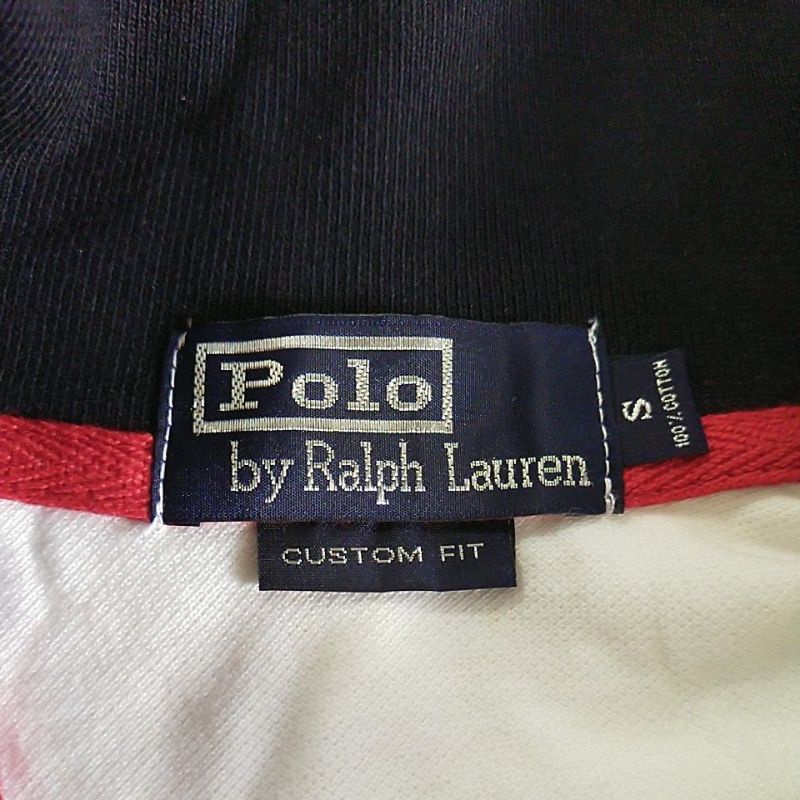 Polo
by Ralph Lauren
S
100% COTTON
CUSTOM FIT